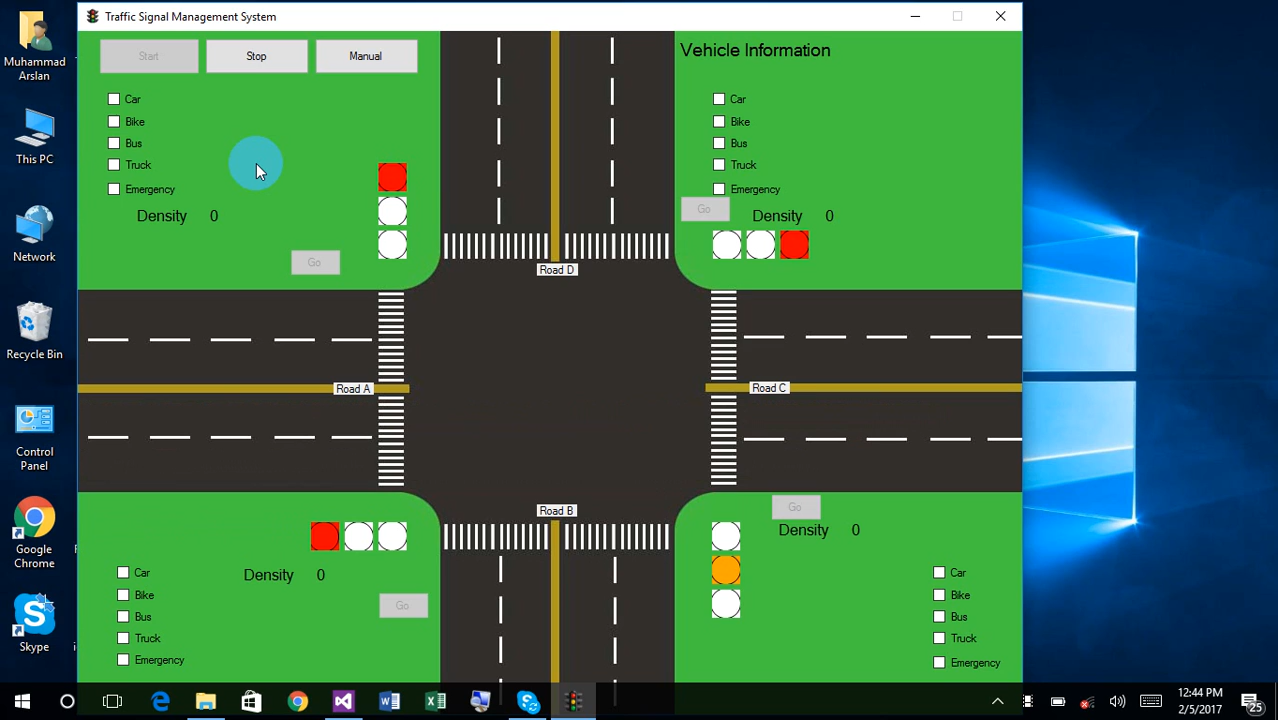 Muhammad
Arslan
This PC
Network
Recycle Bin
Control
Panel
Google
Chrome
Skype
Traffic Signal Management System
Start
Stop
Manual
Car
Bike
Bus
Truck
Emergency
Density 0
Go
Vehicle Information
Car
Bike
Bus
Truck
Emergency
Go
Density 0
Road D
Road A
Road C
Road B
Density 0
Car
Bike
Bus
Truck
Emergency
Go
Go
Density 0
Car
Bike
Bus
Truck
Emergency
12:44 PM
2/5/2017
25